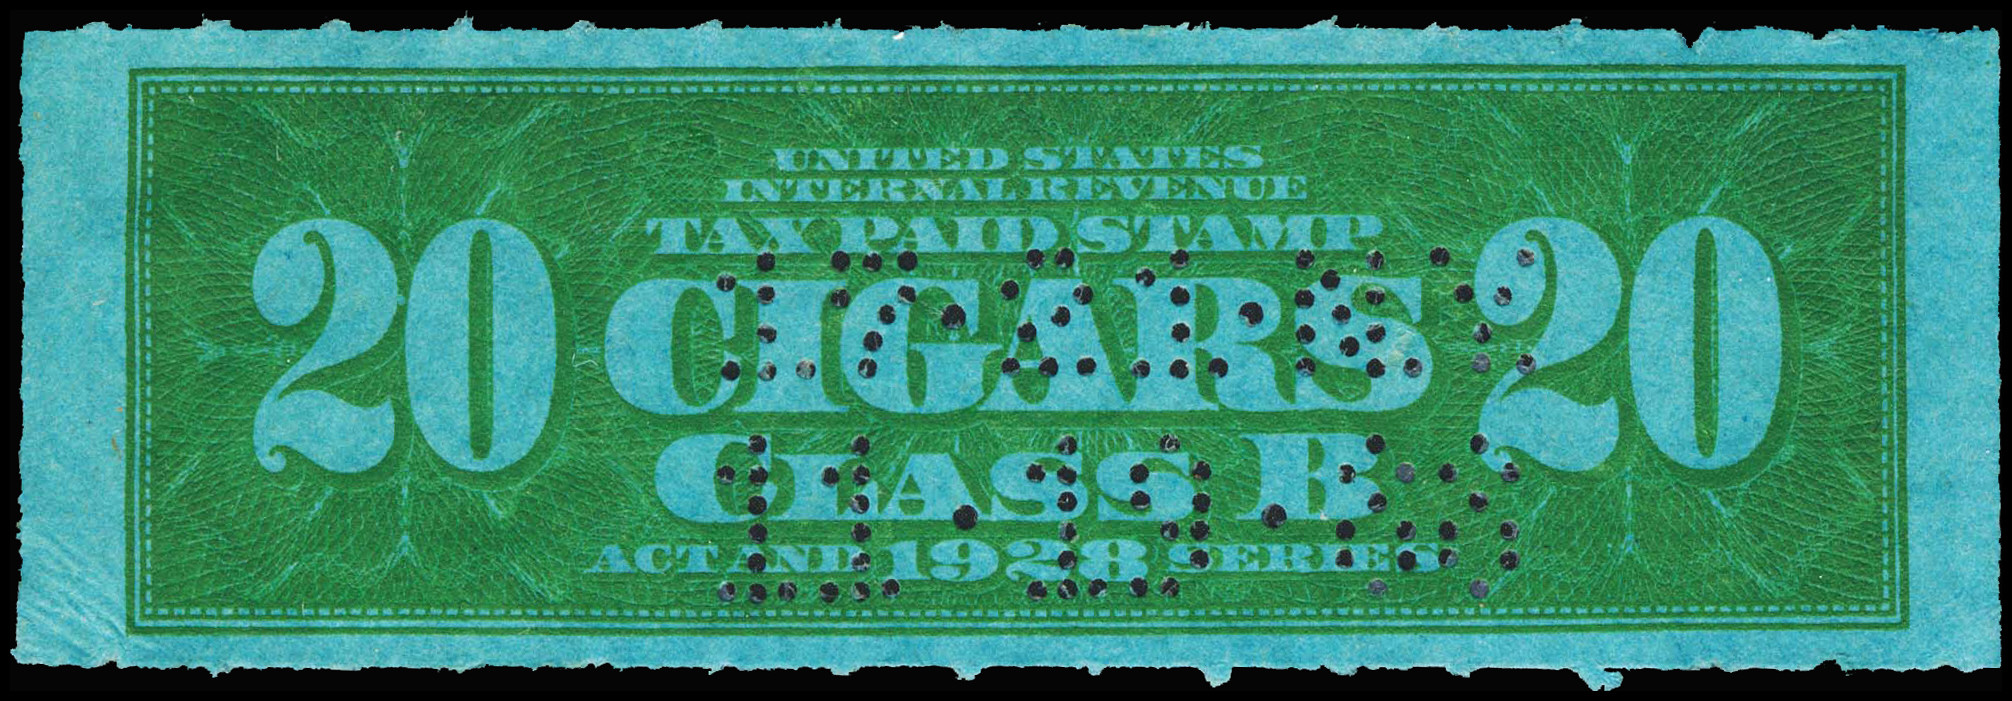 UNITED STATES
INTERNAL REVENUE
TAX PAID STAMP
20 CIGARS 20
CLASS B
ACT AND 1928 SERIES